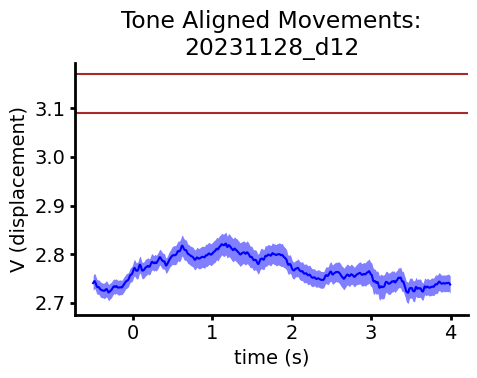 Tone Aligned Movements:
20231128_d12
V (displacement)
3.1
3.0
2.9
2.8
2.7
0 1 2 3 4
time (s)